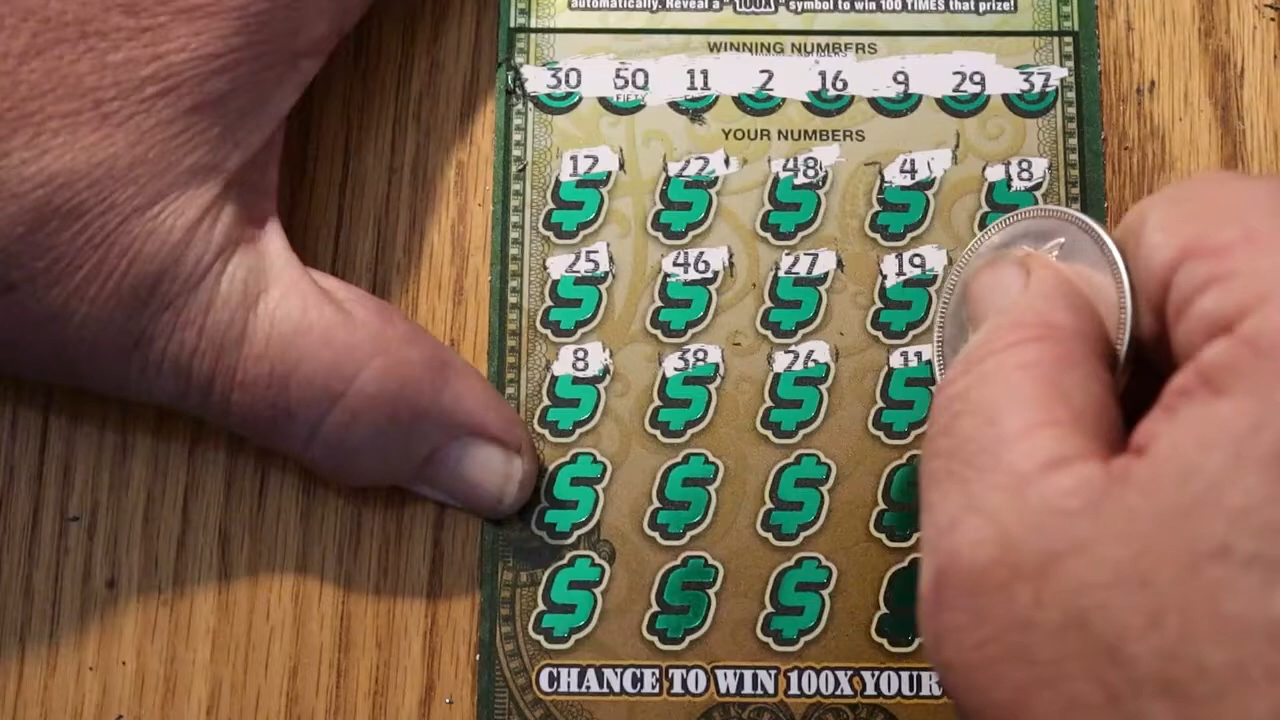 automatically. Reveal a "100X" symbol to win 100 TIMES that prize!
WINNING NUMBERS
30 50 11 2 16 9 29 37
FIFTY
YOUR NUMBERS
12 22 48 4 18
25 46 27 19
8 38 26 11
$ $ $ $
$ $ $
CHANCE TO WIN 100X YOUR